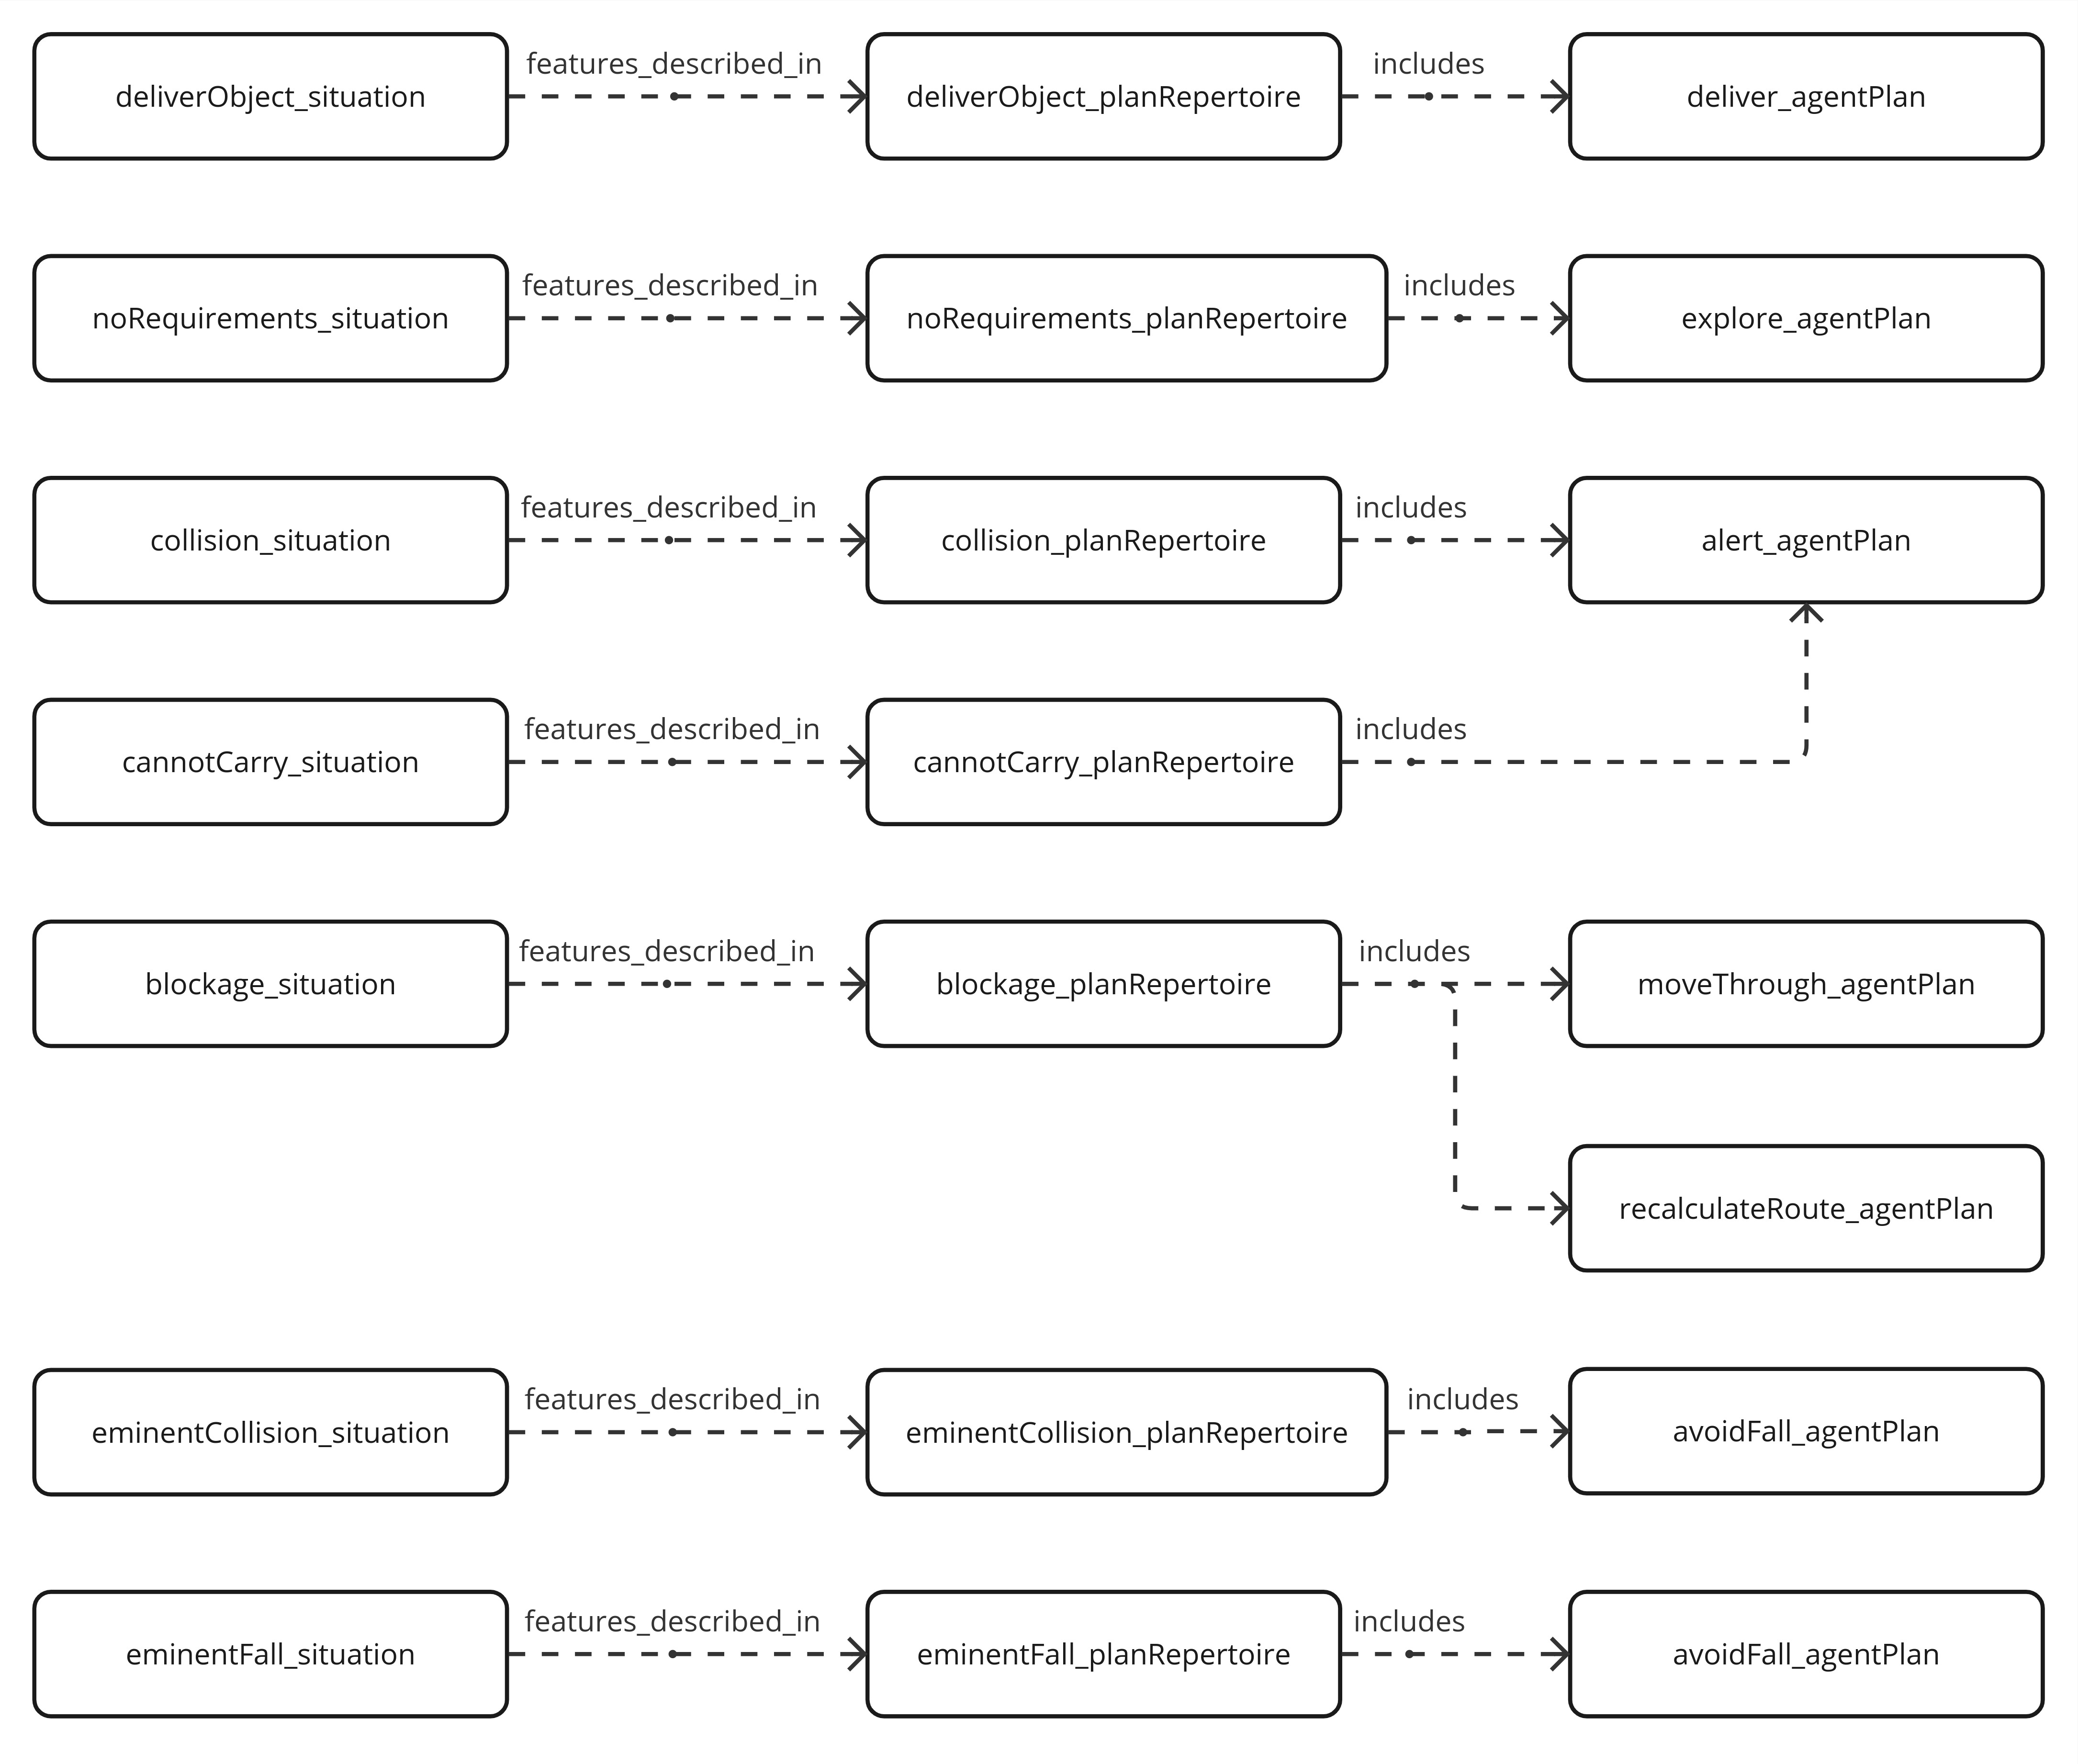 features_described_in
includes
deliverObject_situation
deliverObject_planRepertoire
deliver_agentPlan
features_described_in
includes
noRequirements_situation
noRequirements_planRepertoire
explore_agentPlan
features_described_in
includes
collision_situation
collision_planRepertoire
alert_agentPlan
features_described_in
includes
cannotCarry_situation
cannotCarry_planRepertoire
features_described_in
includes
blockage_situation
blockage_planRepertoire
moveThrough_agentPlan
recalculateRoute_agentPlan
features_described_in
includes
eminentCollision_situation
eminentCollision_planRepertoire
avoidFall_agentPlan
features_described_in
includes
eminentFall_situation
eminentFall_planRepertoire
avoidFall_agentPlan